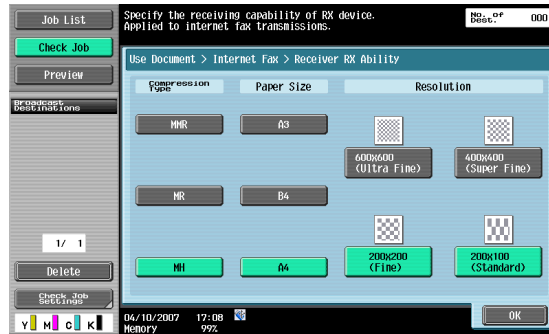 Job List
Check Job
Preview
Broadcast
Destinations
1/ 1
Delete
Check Job
Settings
Y M C K
Specify the receiving capability of RX device.
Applied to internet fax transmissions.
No. of
Dest.
000
Use Document > Internet Fax > Receiver RX Ability
Compression
Type
Paper Size
Resolution
MMR
A3
600X600
(Ultra Fine)
400X400
(Super Fine)
MR
B4
MH
A4
200X200
(Fine)
200X100
(Standard)
04/10/2007 17:08
Memory 99%
OK